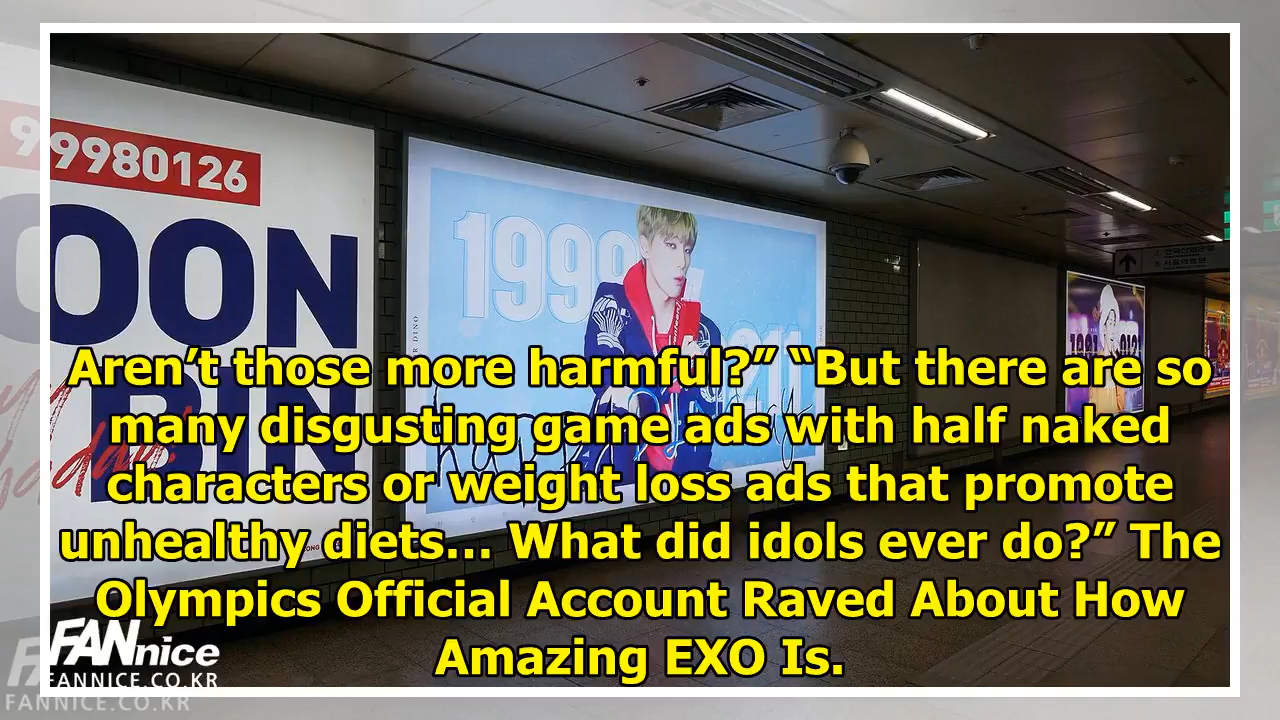 99980126
OON
BIN
1999
0211
Aren't those more harmful?" "But there are so
many disgusting game ads with half naked
characters or weight loss ads that promote
unhealthy diets... What did idols ever do?" The
Olympics Official Account Raved About How
Amazing EXO Is.
FANnice
FANNICE.CO.KR
FANNICE.CO.KR